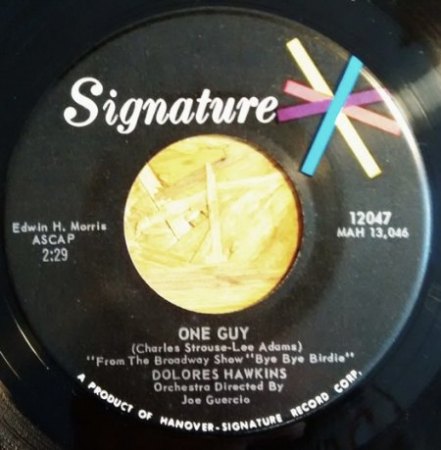 Signature
Edwin H. Morris
ASCAP
2:29
12047
MAH 13,046
ONE GUY
(Charles Strouse-Lee Adams)
"From The Broadway Show "Bye Bye Birdie"
DOLORES HAWKINS
Orchestra Directed By
Joe Guercio
A PRODUCT OF HANOVER-SIGNATURE RECORD CORP.